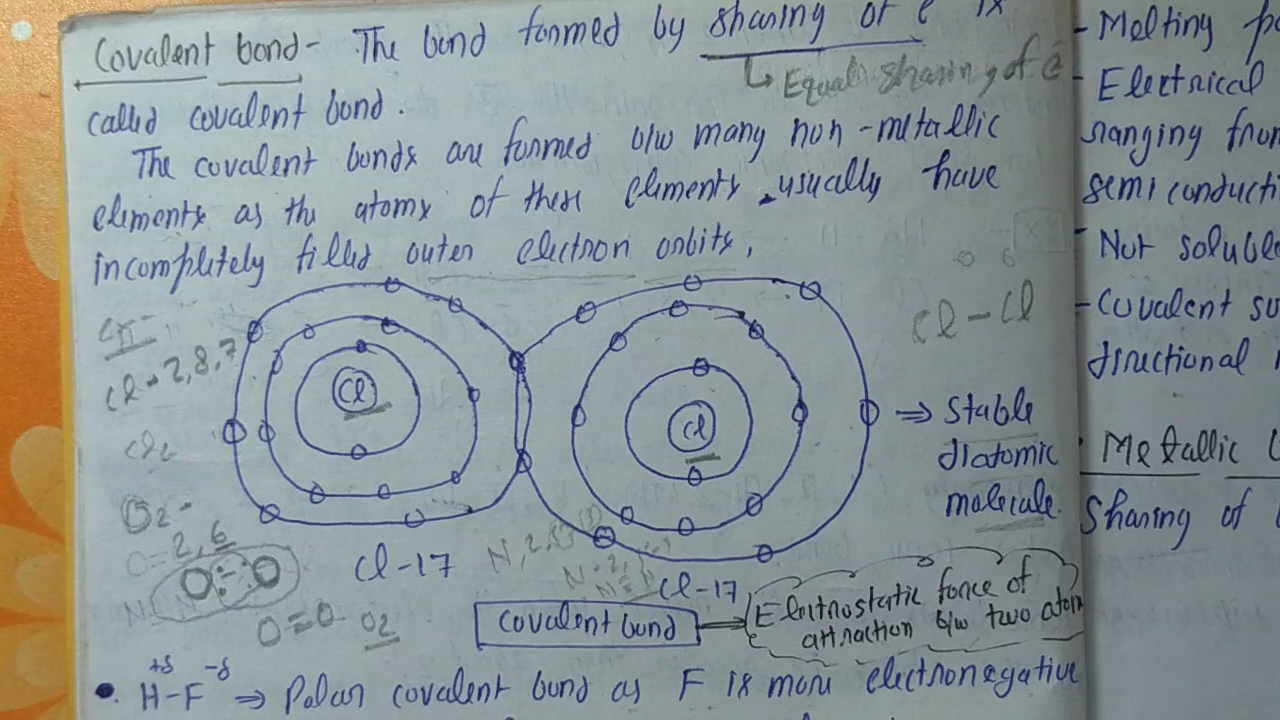 Covalent bond - The bond formed by sharing of e⁻ is
↳ Equal sharing of e⁻
called covalent bond.
The covalent bonds are formed b/w many non-metallic
elements as the atoms of these elements usually have
incompletely filled outer electron orbits,
Cl - 2,8,7
Cl₂
O₂ -
O = 2, 6
O=O O₂
Cl
Cl
Cl - Cl
⇒ Stable
diatomic
molecule.
Cl-17
Cl-17
Covalent bond ⇒ Electrostatic force of
attraction b/w two atom
• H-F ⇒ Polar covalent bond as F is more electronegative
+δ -δ
- Melting
- Electrical
ranging from
semi conducti
- Not soluble
- Covalent su
directional
• Metallic
Sharing of